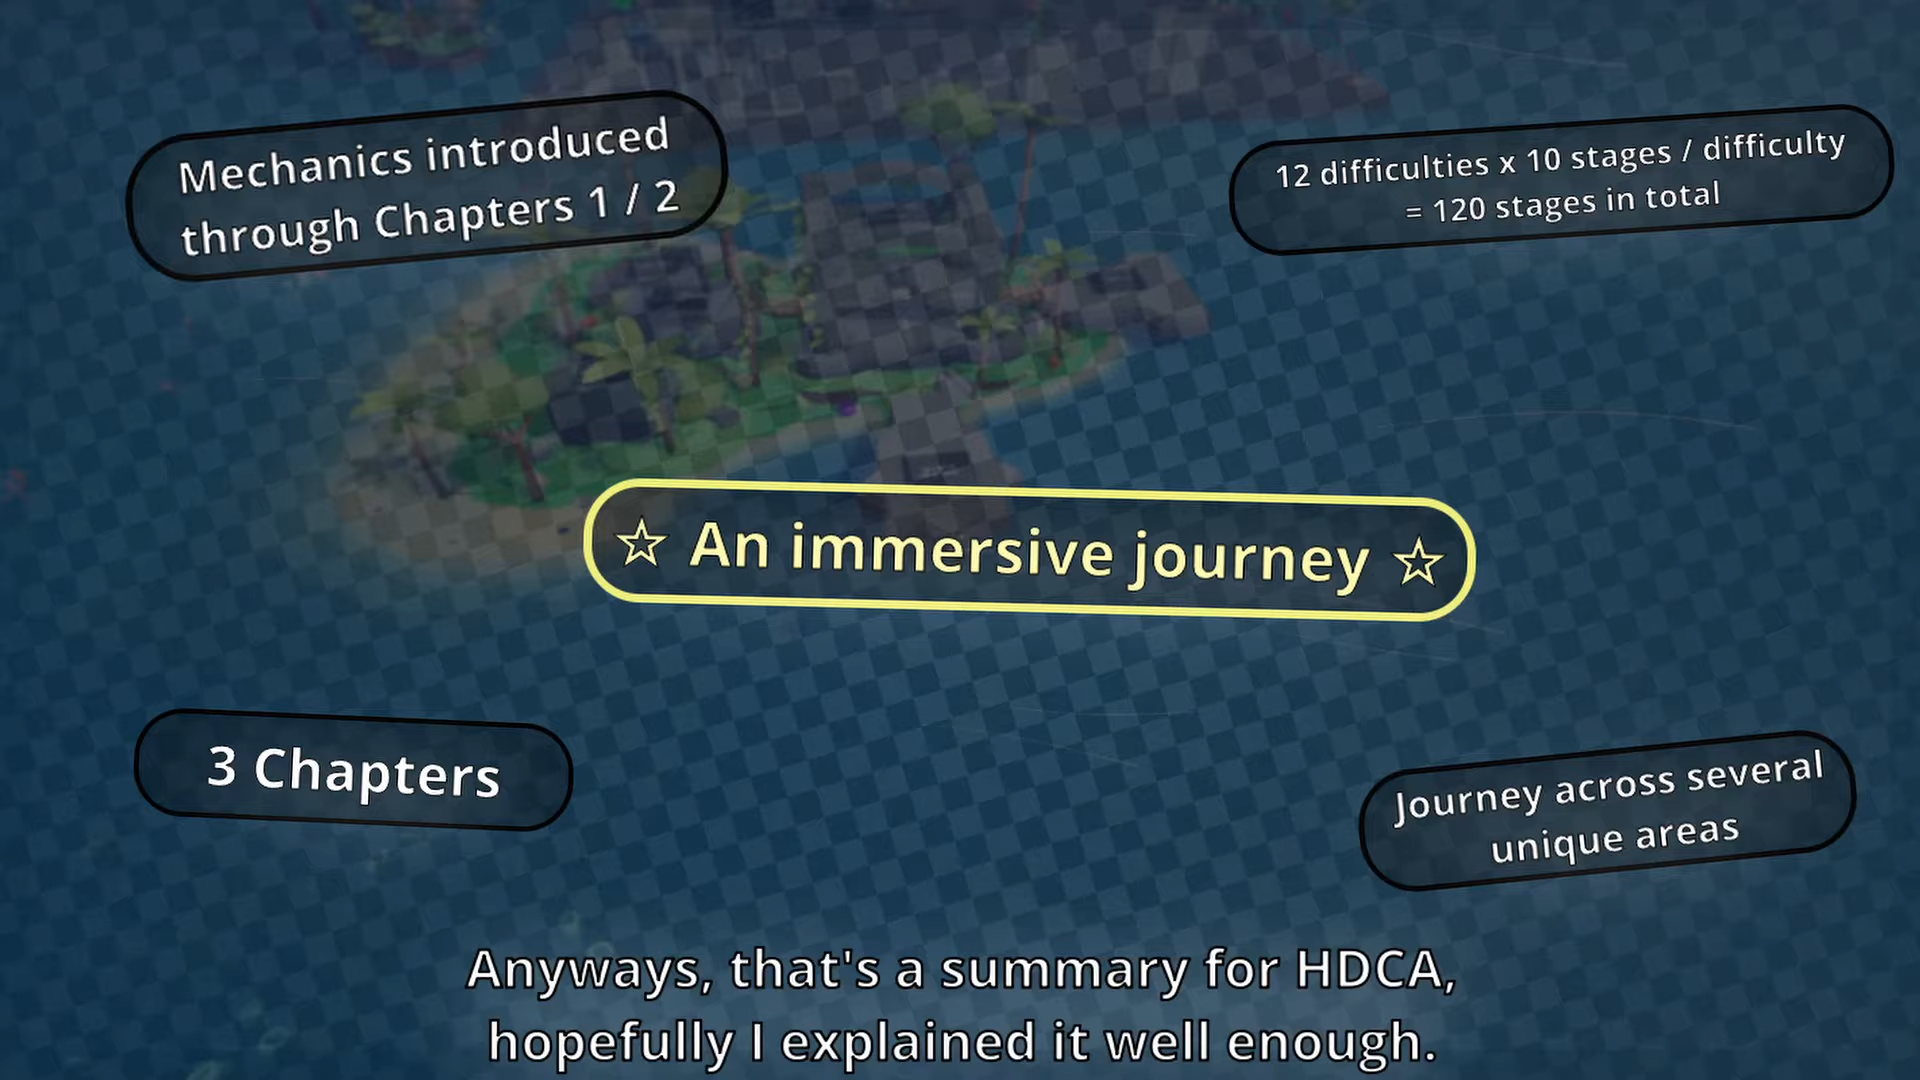 Mechanics introduced
through Chapters 1 / 2
12 difficulties x 10 stages / difficulty
= 120 stages in total
☆ An immersive journey ☆
3 Chapters
Journey across several
unique areas
Anyways, that's a summary for HDCA,
hopefully I explained it well enough.